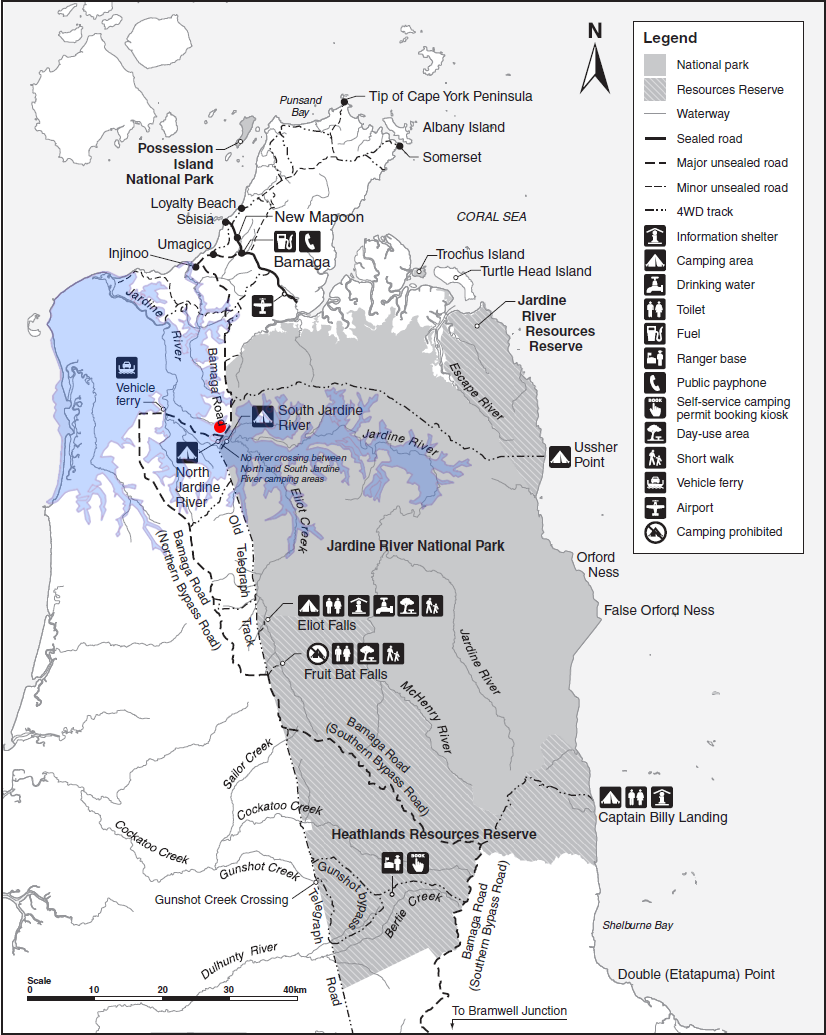 N
Legend
National park
Resources Reserve
Waterway
Sealed road
Major unsealed road
Minor unsealed road
4WD track
Information shelter
Camping area
Drinking water
Toilet
Fuel
Ranger base
Public payphone
BOOK
Self-service camping
permit booking kiosk
Day-use area
Short walk
Vehicle ferry
Airport
Camping prohibited
Punsand
Bay
Tip of Cape York Peninsula
Albany Island
Somerset
Possession
Island
National Park
Loyalty Beach
Seisia
New Mapoon
CORAL SEA
Umagico
Injinoo
Bamaga
Trochus Island
Turtle Head Island
Jardine
River
Resources
Reserve
Jardine
River
Bamaga Road
Escape River
Vehicle
ferry
South Jardine
River
Jardine River
Ussher
Point
No river crossing between
North and South Jardine
River camping areas
North
Jardine
River
Eliot Creek
Old Telegraph Track
Bamaga Road
(Northern Bypass Road)
Jardine River National Park
Orford
Ness
False Orford Ness
Eliot Falls
Fruit Bat Falls
Jardine River
McHenry River
Bamaga Road
(Southern Bypass Road)
Sailor Creek
Cockatoo Creek
Cockatoo Creek
Captain Billy Landing
Heathlands Resources Reserve
BOOK
Gunshot Creek
Gunshot bypass
Gunshot Creek Crossing
Bertie Creek
Telegraph Road
Bamaga Road
(Southern Bypass Road)
Shelburne Bay
Dulhunty River
Double (Etatapuma) Point
Scale
0 10 20 30 40km
To Bramwell Junction